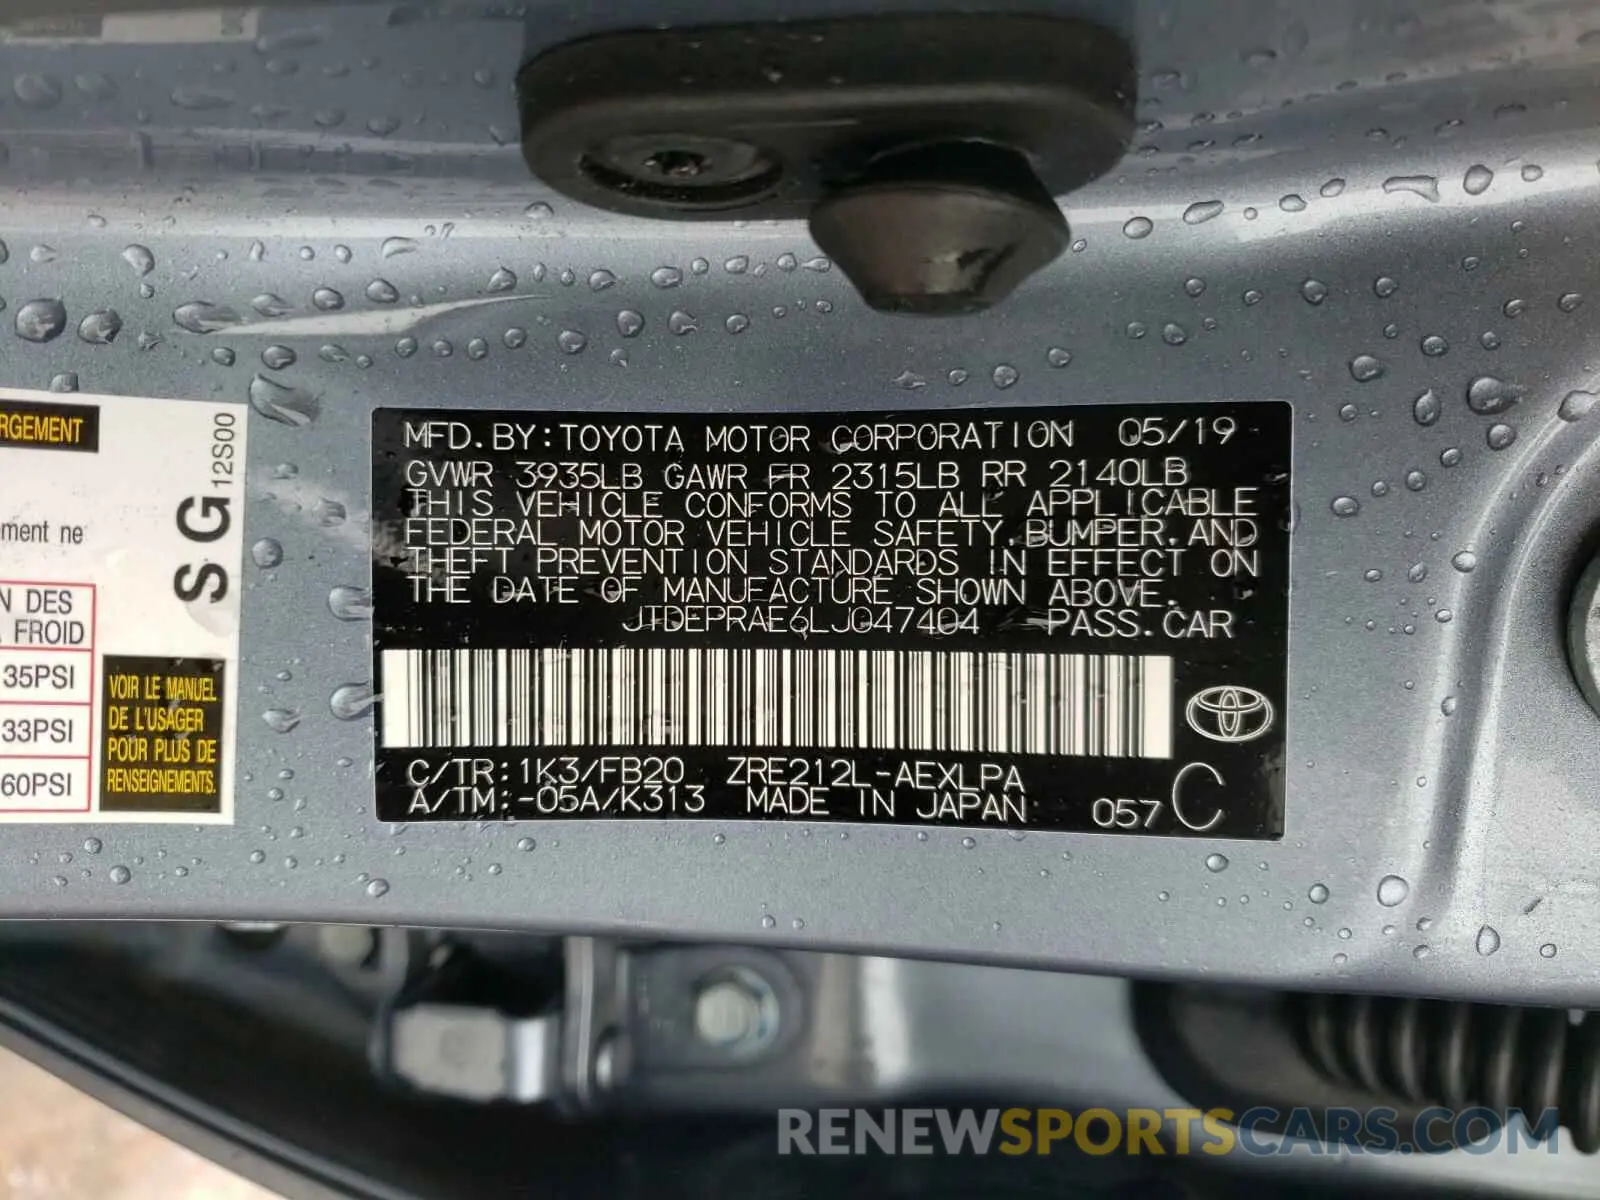 RGEMENT
ment ne
N DES
A FROID
35PSI
33PSI
60PSI
VOIR LE MANUEL
DE L'USAGER
POUR PLUS DE
RENSEIGNEMENTS.
S G
12S00
MFD.BY:TOYOTA MOTOR CORPORATION 05/19
GVWR 3935LB GAWR FR 2315LB RR 2140LB
THIS VEHICLE CONFORMS TO ALL APPLICABLE
FEDERAL MOTOR VEHICLE SAFETY,BUMPER,AND
THEFT PREVENTION STANDARDS IN EFFECT ON
THE DATE OF MANUFACTURE SHOWN ABOVE.
JTDEPRAE6LJ047404 PASS.CAR
C/TR:1K3/FB20 ZRE212L-AEXLPA
A/TM:-05A/K313 MADE IN JAPAN 057 C
RENEWSPORTSCARS.COM